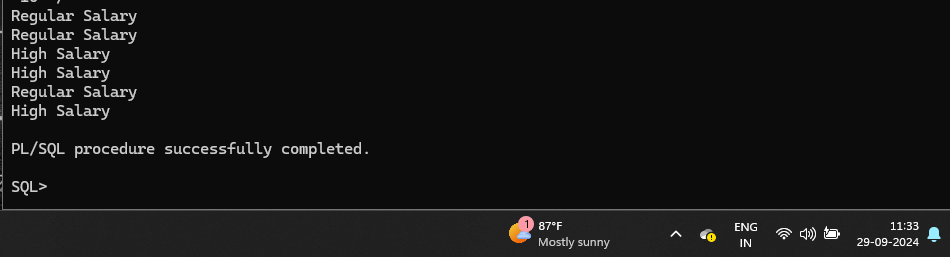 Regular Salary
Regular Salary
High Salary
High Salary
Regular Salary
High Salary
PL/SQL procedure successfully completed.
SQL>
1
87°F
Mostly sunny
ENG
IN
11:33
29-09-2024